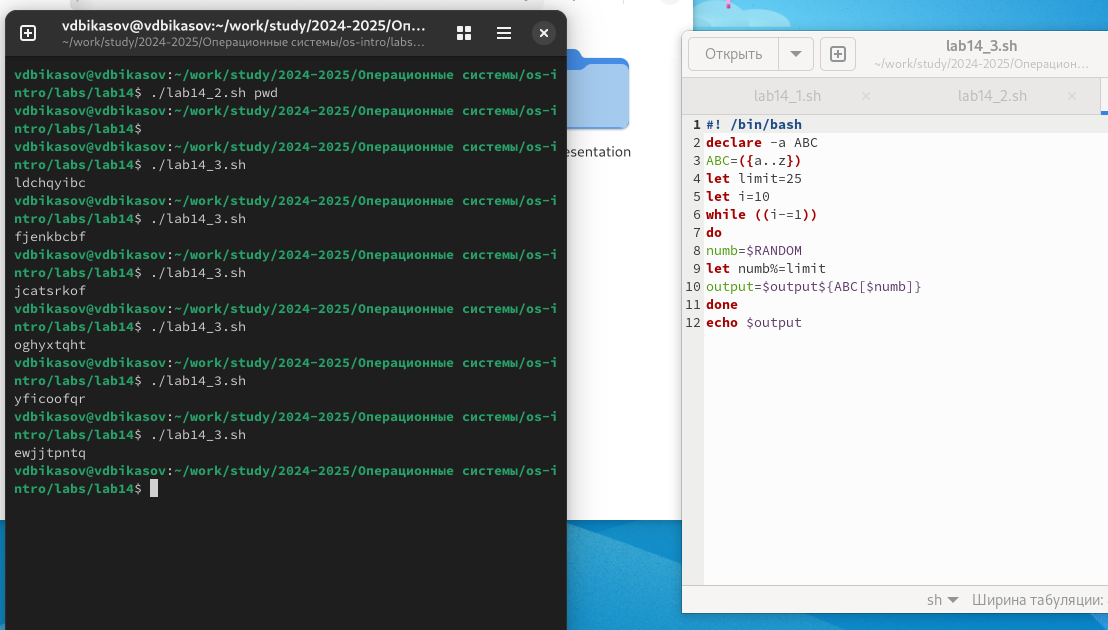 vdbikasov@vdbikasov:~/work/study/2024-2025/Оп...
~/work/study/2024-2025/Операционные системы/os-intro/labs...
vdbikasov@vdbikasov:~/work/study/2024-2025/Операционные системы/os-i
ntro/labs/lab14$ ./lab14_2.sh pwd
vdbikasov@vdbikasov:~/work/study/2024-2025/Операционные системы/os-i
ntro/labs/lab14$
vdbikasov@vdbikasov:~/work/study/2024-2025/Операционные системы/os-i
ntro/labs/lab14$ ./lab14_3.sh
ldchqyibc
vdbikasov@vdbikasov:~/work/study/2024-2025/Операционные системы/os-i
ntro/labs/lab14$ ./lab14_3.sh
fjenkbcbf
vdbikasov@vdbikasov:~/work/study/2024-2025/Операционные системы/os-i
ntro/labs/lab14$ ./lab14_3.sh
jcatsrkof
vdbikasov@vdbikasov:~/work/study/2024-2025/Операционные системы/os-i
ntro/labs/lab14$ ./lab14_3.sh
oghyxtqht
vdbikasov@vdbikasov:~/work/study/2024-2025/Операционные системы/os-i
ntro/labs/lab14$ ./lab14_3.sh
yficoofqr
vdbikasov@vdbikasov:~/work/study/2024-2025/Операционные системы/os-i
ntro/labs/lab14$ ./lab14_3.sh
ewjjtpntq
vdbikasov@vdbikasov:~/work/study/2024-2025/Операционные системы/os-i
ntro/labs/lab14$
esentation
Открыть
lab14_3.sh
~/work/study/2024-2025/Операцион...
lab14_1.sh
lab14_2.sh
1 #! /bin/bash
2 declare -a ABC
3 ABC=({a..z})
4 let limit=25
5 let i=10
6 while ((i-=1))
7 do
8 numb=$RANDOM
9 let numb%=limit
10 output=$output${ABC[$numb]}
11 done
12 echo $output
sh
Ширина табуляции: